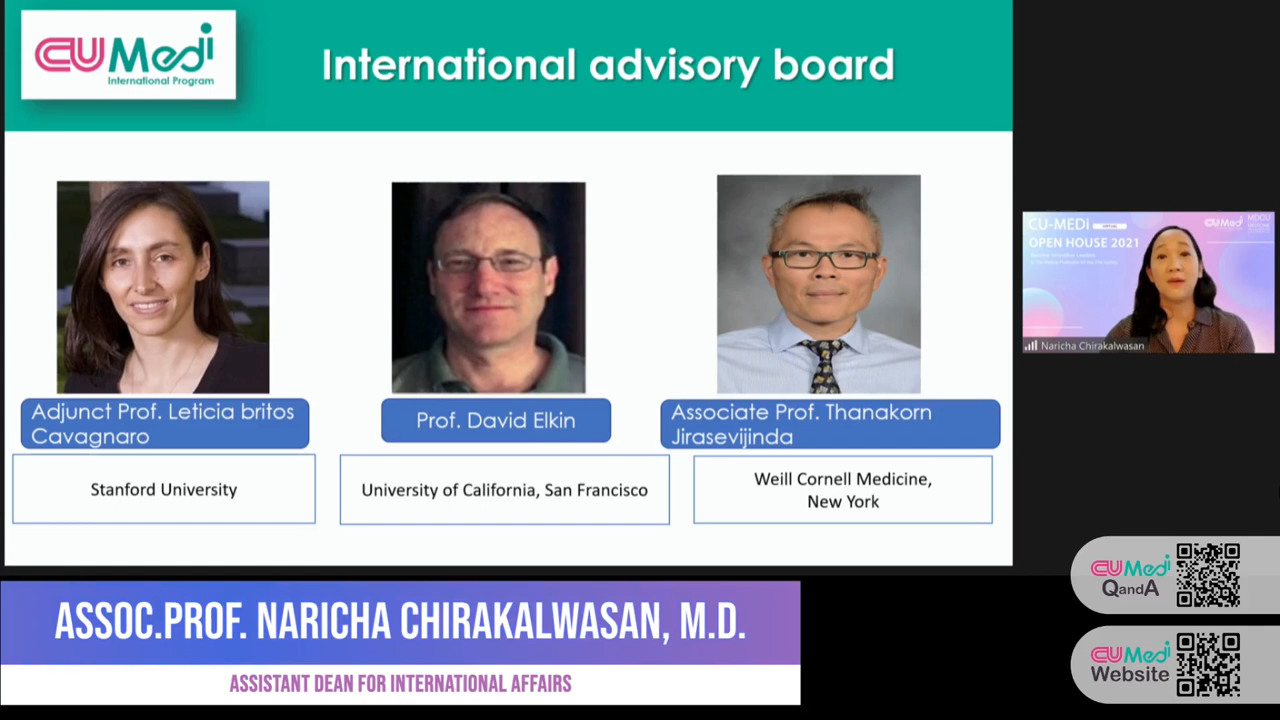 CU Medi
International Program
International advisory board
Adjunct Prof. Leticia britos
Cavagnaro
Prof. David Elkin
Associate Prof. Thanakorn
Jirasevijinda
Stanford University
University of California, San Francisco
Weill Cornell Medicine,
New York
CU-MEDI
OPEN HOUSE 2021
CU Medi
Naricha Chirakalwasan
ASSOC.PROF. NARICHA CHIRAKALWASAN, M.D.
ASSISTANT DEAN FOR INTERNATIONAL AFFAIRS
CU Medi
QandA
CU Medi
Website